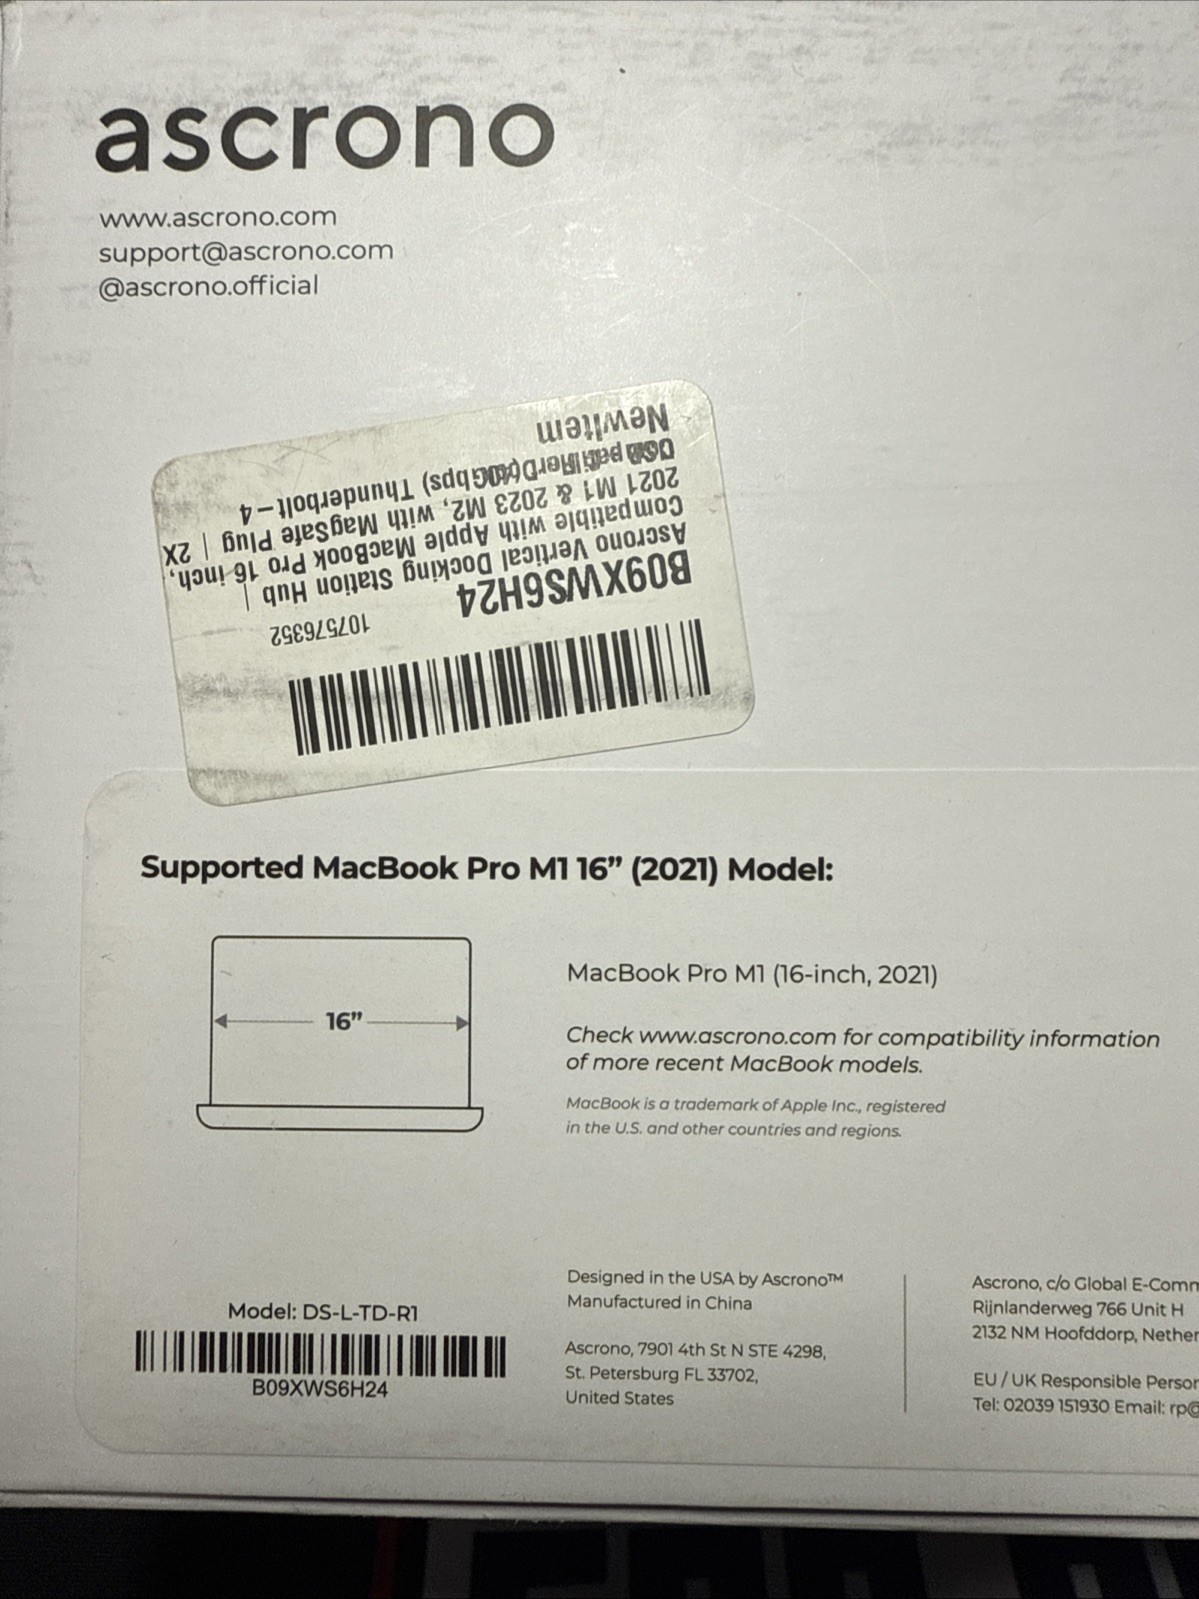 ascrono
www.ascrono.com
support@ascrono.com
@ascrono.official
107576352
B09XWS6H24
Ascrono Vertical Docking Station Hub |
Compatible with Apple MacBook Pro 16 inch,
2021 M1 & 2023 M2, with MagSafe Plug | 2X
(40Gbps) Thunderbolt-4
NewItem
Supported MacBook Pro M1 16” (2021) Model:
16”
MacBook Pro M1 (16-inch, 2021)
Check www.ascrono.com for compatibility information
of more recent MacBook models.
MacBook is a trademark of Apple Inc., registered
in the U.S. and other countries and regions.
Model: DS-L-TD-R1
B09XWS6H24
Designed in the USA by Ascrono™
Manufactured in China
Ascrono, 7901 4th St N STE 4298,
St. Petersburg FL 33702,
United States
Ascrono, c/o Global E-Comm
Rijnlanderweg 766 Unit H
2132 NM Hoofddorp, Nether
EU / UK Responsible Person
Tel: 02039 151930 Email: rp@